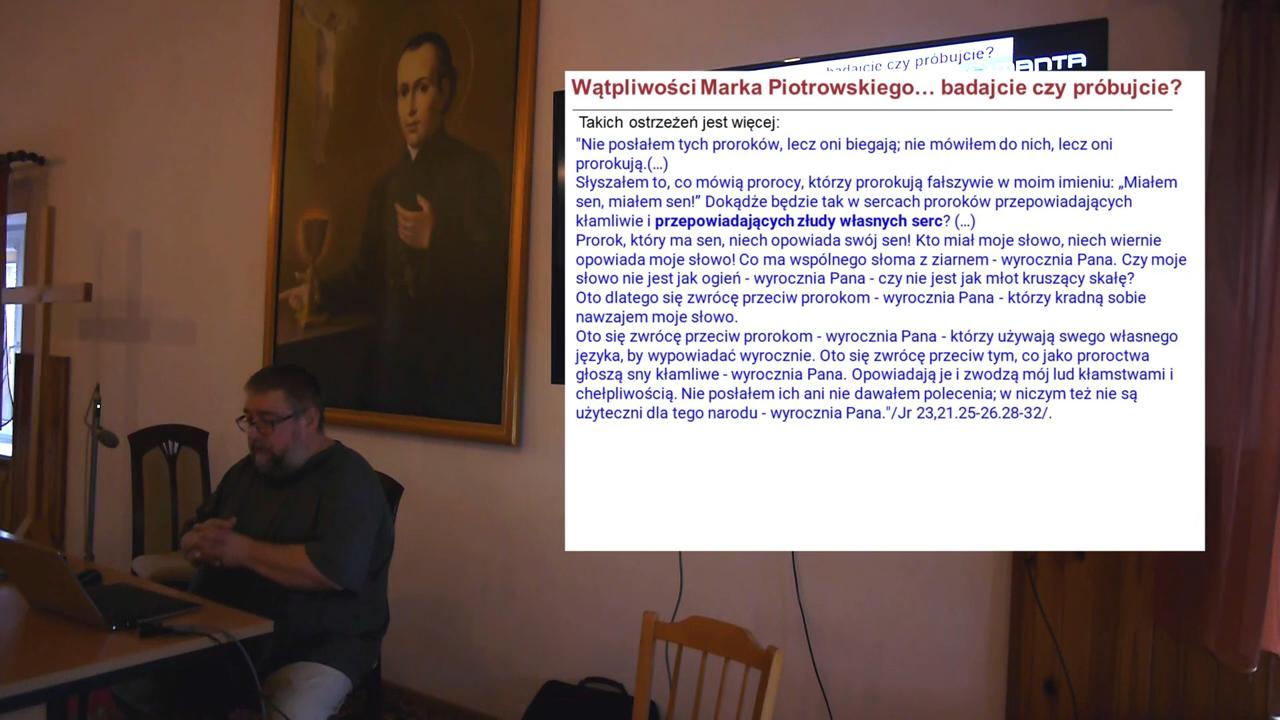 badajcie czy próbujcie?
MANTA
Wątpliwości Marka Piotrowskiego… badajcie czy próbujcie?
Takich ostrzeżeń jest więcej:
"Nie posłałem tych proroków, lecz oni biegają; nie mówiłem do nich, lecz oni
prorokują.(…)
Słyszałem to, co mówią prorocy, którzy prorokują fałszywie w moim imieniu: „Miałem
sen, miałem sen!” Dokądże będzie tak w sercach proroków przepowiadających
kłamliwie i przepowiadających złudy własnych serc? (…)
Prorok, który ma sen, niech opowiada swój sen! Kto miał moje słowo, niech wiernie
opowiada moje słowo! Co ma wspólnego słoma z ziarnem - wyrocznia Pana. Czy moje
słowo nie jest jak ogień - wyrocznia Pana - czy nie jest jak młot kruszący skałę?
Oto dlatego się zwrócę przeciw prorokom - wyrocznia Pana - którzy kradną sobie
nawzajem moje słowo.
Oto się zwrócę przeciw prorokom - wyrocznia Pana - którzy używają swego własnego
języka, by wypowiadać wyrocznie. Oto się zwrócę przeciw tym, co jako proroctwa
głoszą sny kłamliwe - wyrocznia Pana. Opowiadają je i zwodzą mój lud kłamstwami i
chełpliwością. Nie posłałem ich ani nie dawałem polecenia; w niczym też nie są
użyteczni dla tego narodu - wyrocznia Pana."/Jr 23,21.25-26.28-32/.